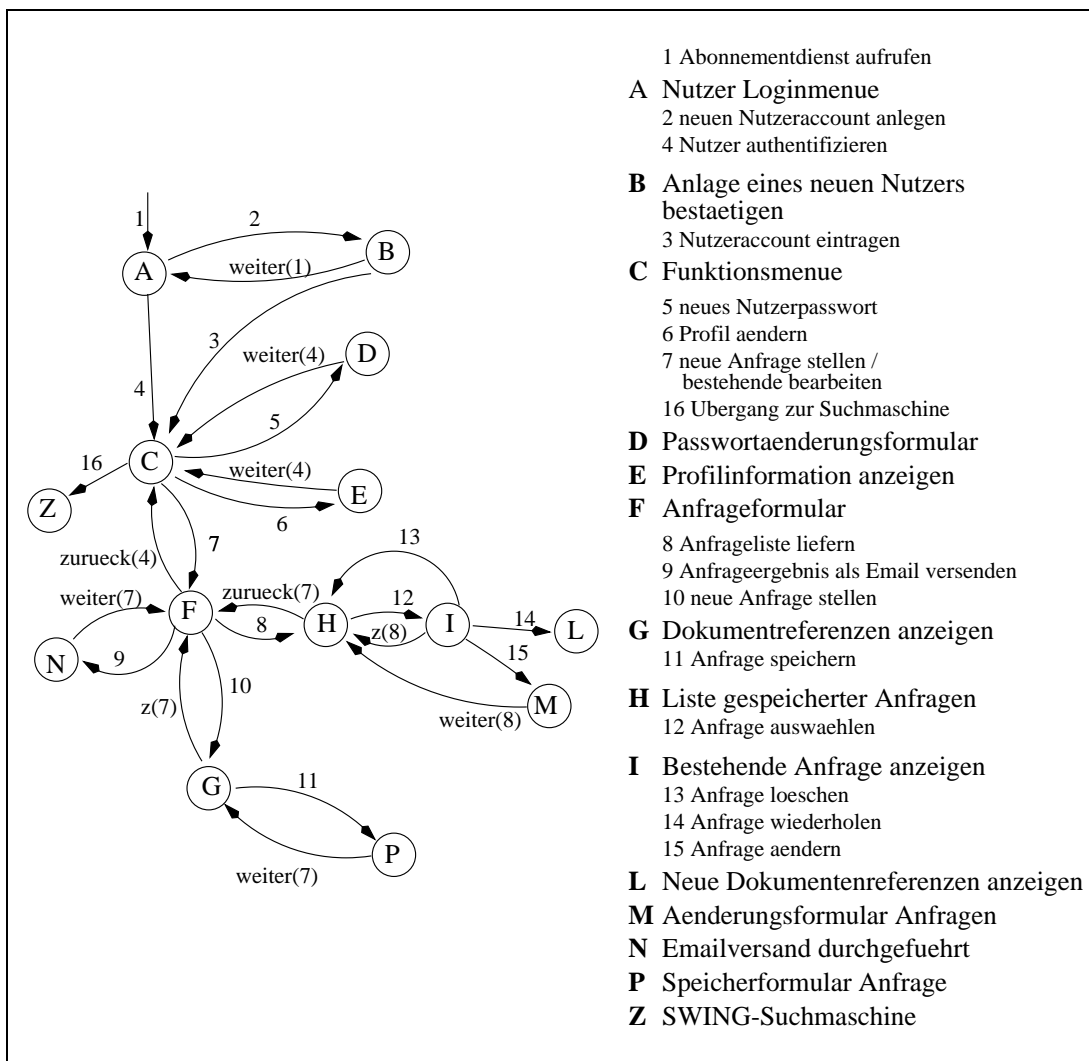 1
2
B
A
weiter(1)
3
weiter(4)
D
4
5
16
C
weiter(4)
Z
E
6
13
zurueck(4)
7
weiter(7)
zurueck(7)
12
F
H
I
14
L
8
z(8)
N
9
15
10
M
z(7)
weiter(8)
G
11
P
weiter(7)
1 Abonnementdienst aufrufen
A Nutzer Loginmenue
2 neuen Nutzeraccount anlegen
4 Nutzer authentifizieren
B Anlage eines neuen Nutzers
bestaetigen
3 Nutzeraccount eintragen
C Funktionsmenue
5 neues Nutzerpasswort
6 Profil aendern
7 neue Anfrage stellen /
bestehende bearbeiten
16 Ubergang zur Suchmaschine
D Passwortaenderungsformular
E Profilinformation anzeigen
F Anfrageformular
8 Anfrageliste liefern
9 Anfrageergebnis als Email versenden
10 neue Anfrage stellen
G Dokumentreferenzen anzeigen
11 Anfrage speichern
H Liste gespeicherter Anfragen
12 Anfrage auswaehlen
I Bestehende Anfrage anzeigen
13 Anfrage loeschen
14 Anfrage wiederholen
15 Anfrage aendern
L Neue Dokumentenreferenzen anzeigen
M Aenderungsformular Anfragen
N Emailversand durchgefuehrt
P Speicherformular Anfrage
Z SWING-Suchmaschine